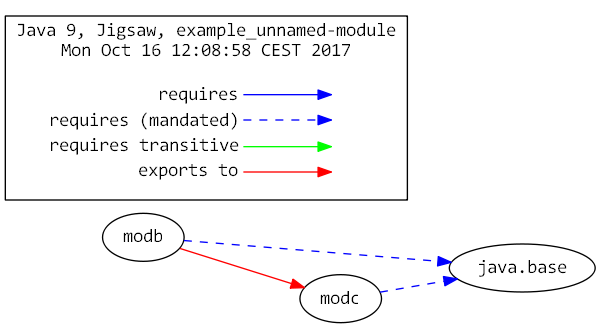 Java 9, Jigsaw, example_unnamed-module
Mon Oct 16 12:08:58 CEST 2017
requires
requires (mandated)
requires transitive
exports to
modb
java.base
modc